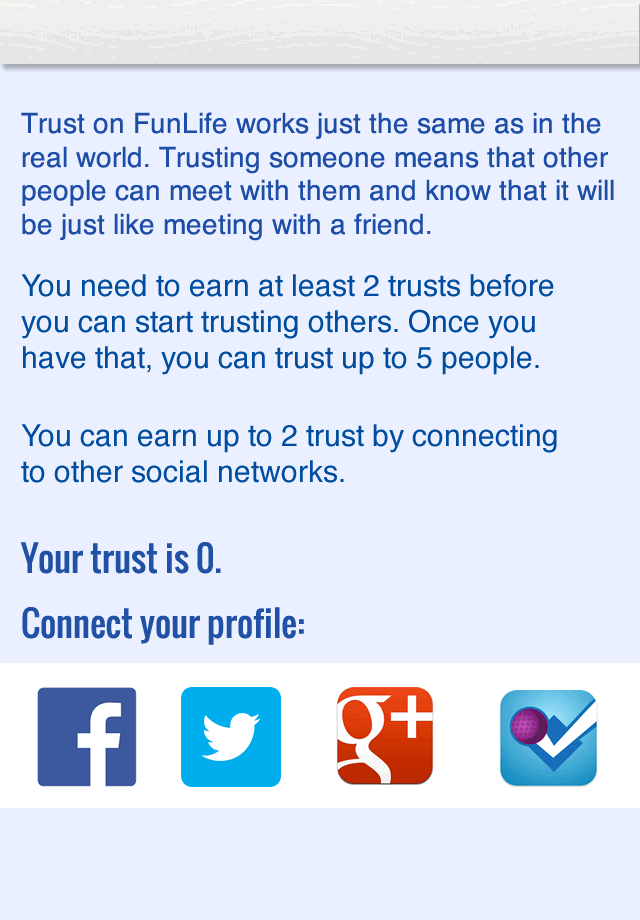 Trust on FunLife works just the same as in the
real world. Trusting someone means that other
people can meet with them and know that it will
be just like meeting with a friend.
You need to earn at least 2 trusts before
you can start trusting others. Once you
have that, you can trust up to 5 people.
You can earn up to 2 trust by connecting
to other social networks.
Your trust is 0.
Connect your profile:
f
g+